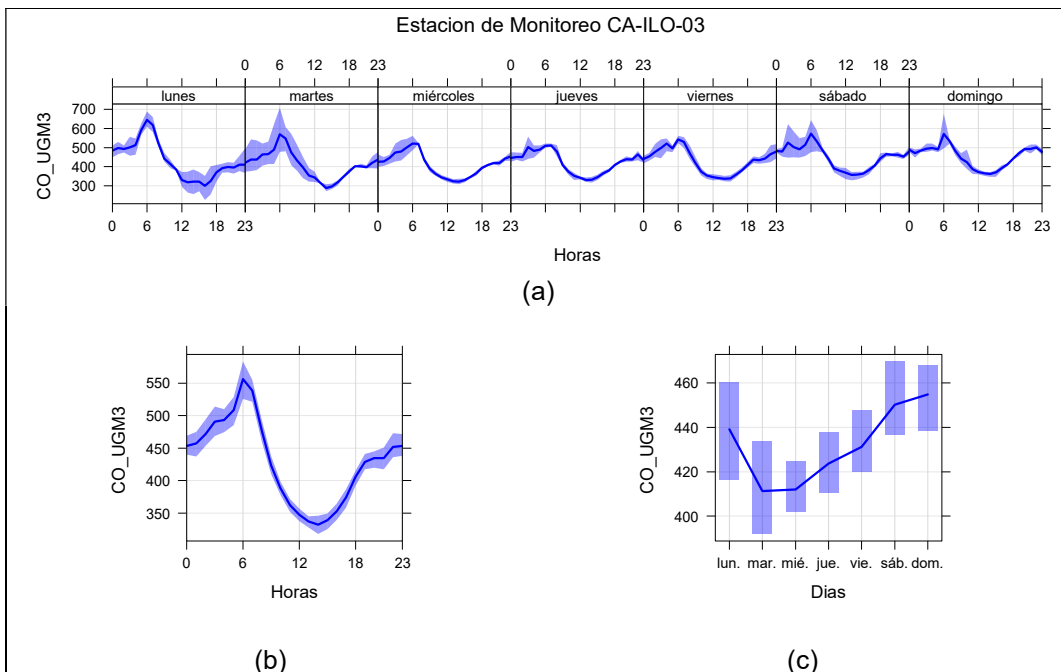 Estacion de Monitoreo CA-ILO-03
0 6 12 18 23 0 6 12 18 23 0 6 12 18 23
lunes martes miércoles jueves viernes sábado domingo
700
600
500
400
300
CO_UGM3
0 6 12 18 23 0 6 12 18 23 0 6 12 18 23 0 6 12 18 23
Horas
(a)
550
500
450
400
350
CO_UGM3
0 6 12 18 23
Horas
(b)
460
440
420
400
CO_UGM3
lun. mar. mié. jue. vie. sáb. dom.
Dias
(c)